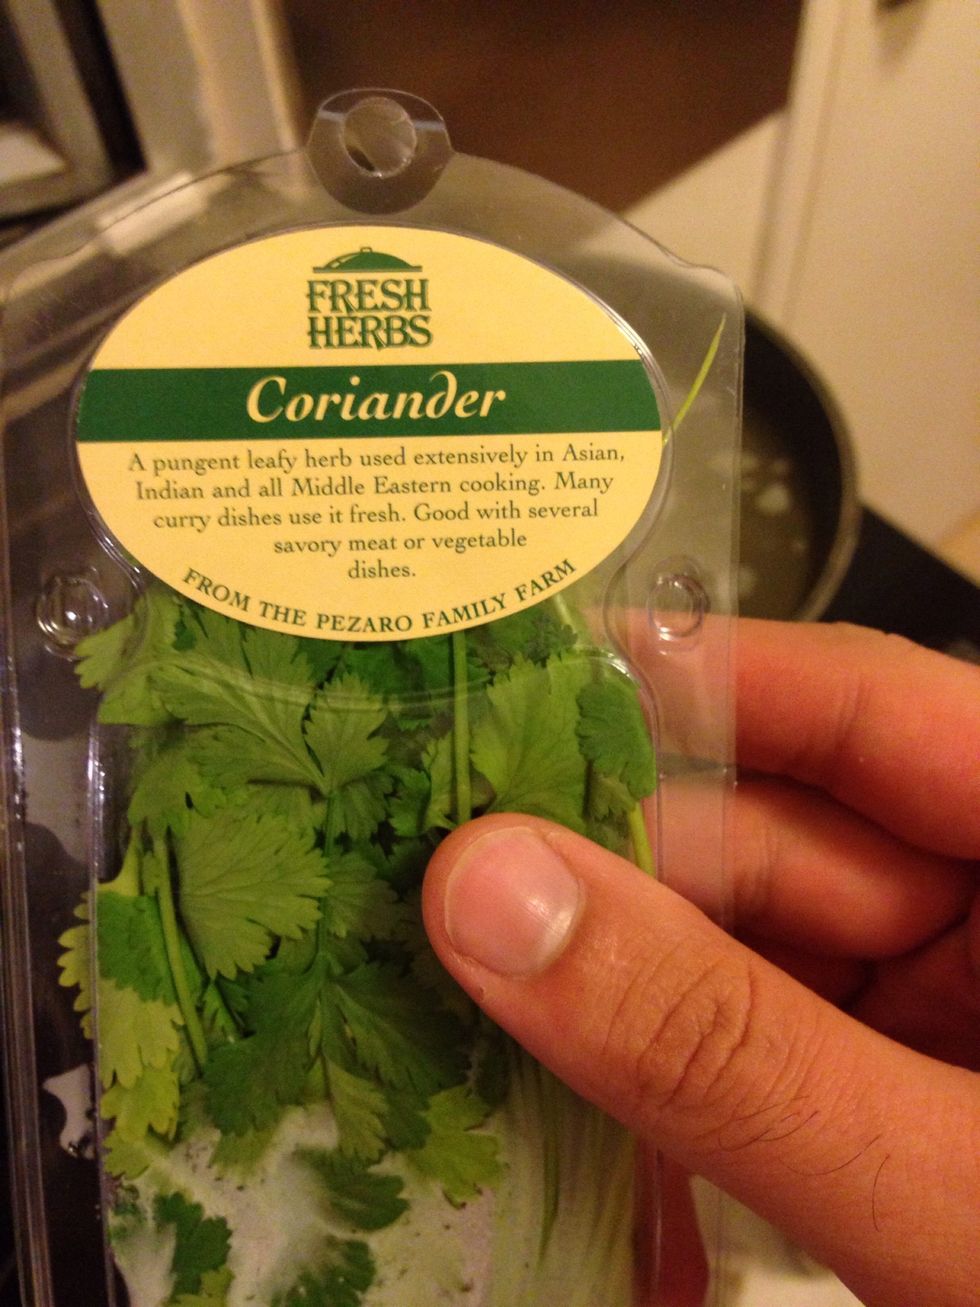 FRESH
HERBS
Coriander
A pungent leafy herb used extensively in Asian,
Indian and all Middle Eastern cooking. Many
curry dishes use it fresh. Good with several
savory meat or vegetable
dishes.
FROM THE PEZARO FAMILY FARM